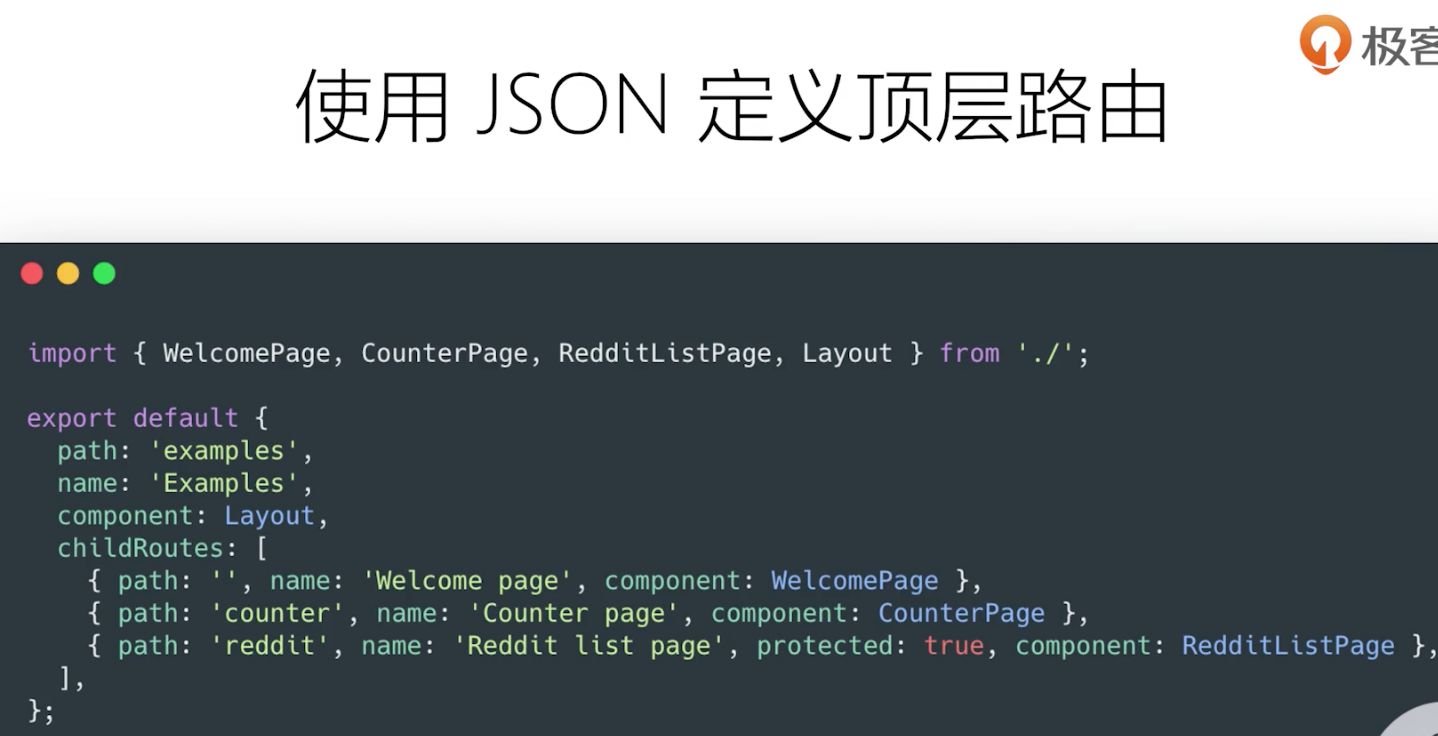 极客
使用 JSON 定义顶层路由
import { WelcomePage, CounterPage, RedditListPage, Layout } from './';
export default {
  path: 'examples',
  name: 'Examples',
  component: Layout,
  childRoutes: [
    { path: '', name: 'Welcome page', component: WelcomePage },
    { path: 'counter', name: 'Counter page', component: CounterPage },
    { path: 'reddit', name: 'Reddit list page', protected: true, component: RedditListPage },
  ],
};